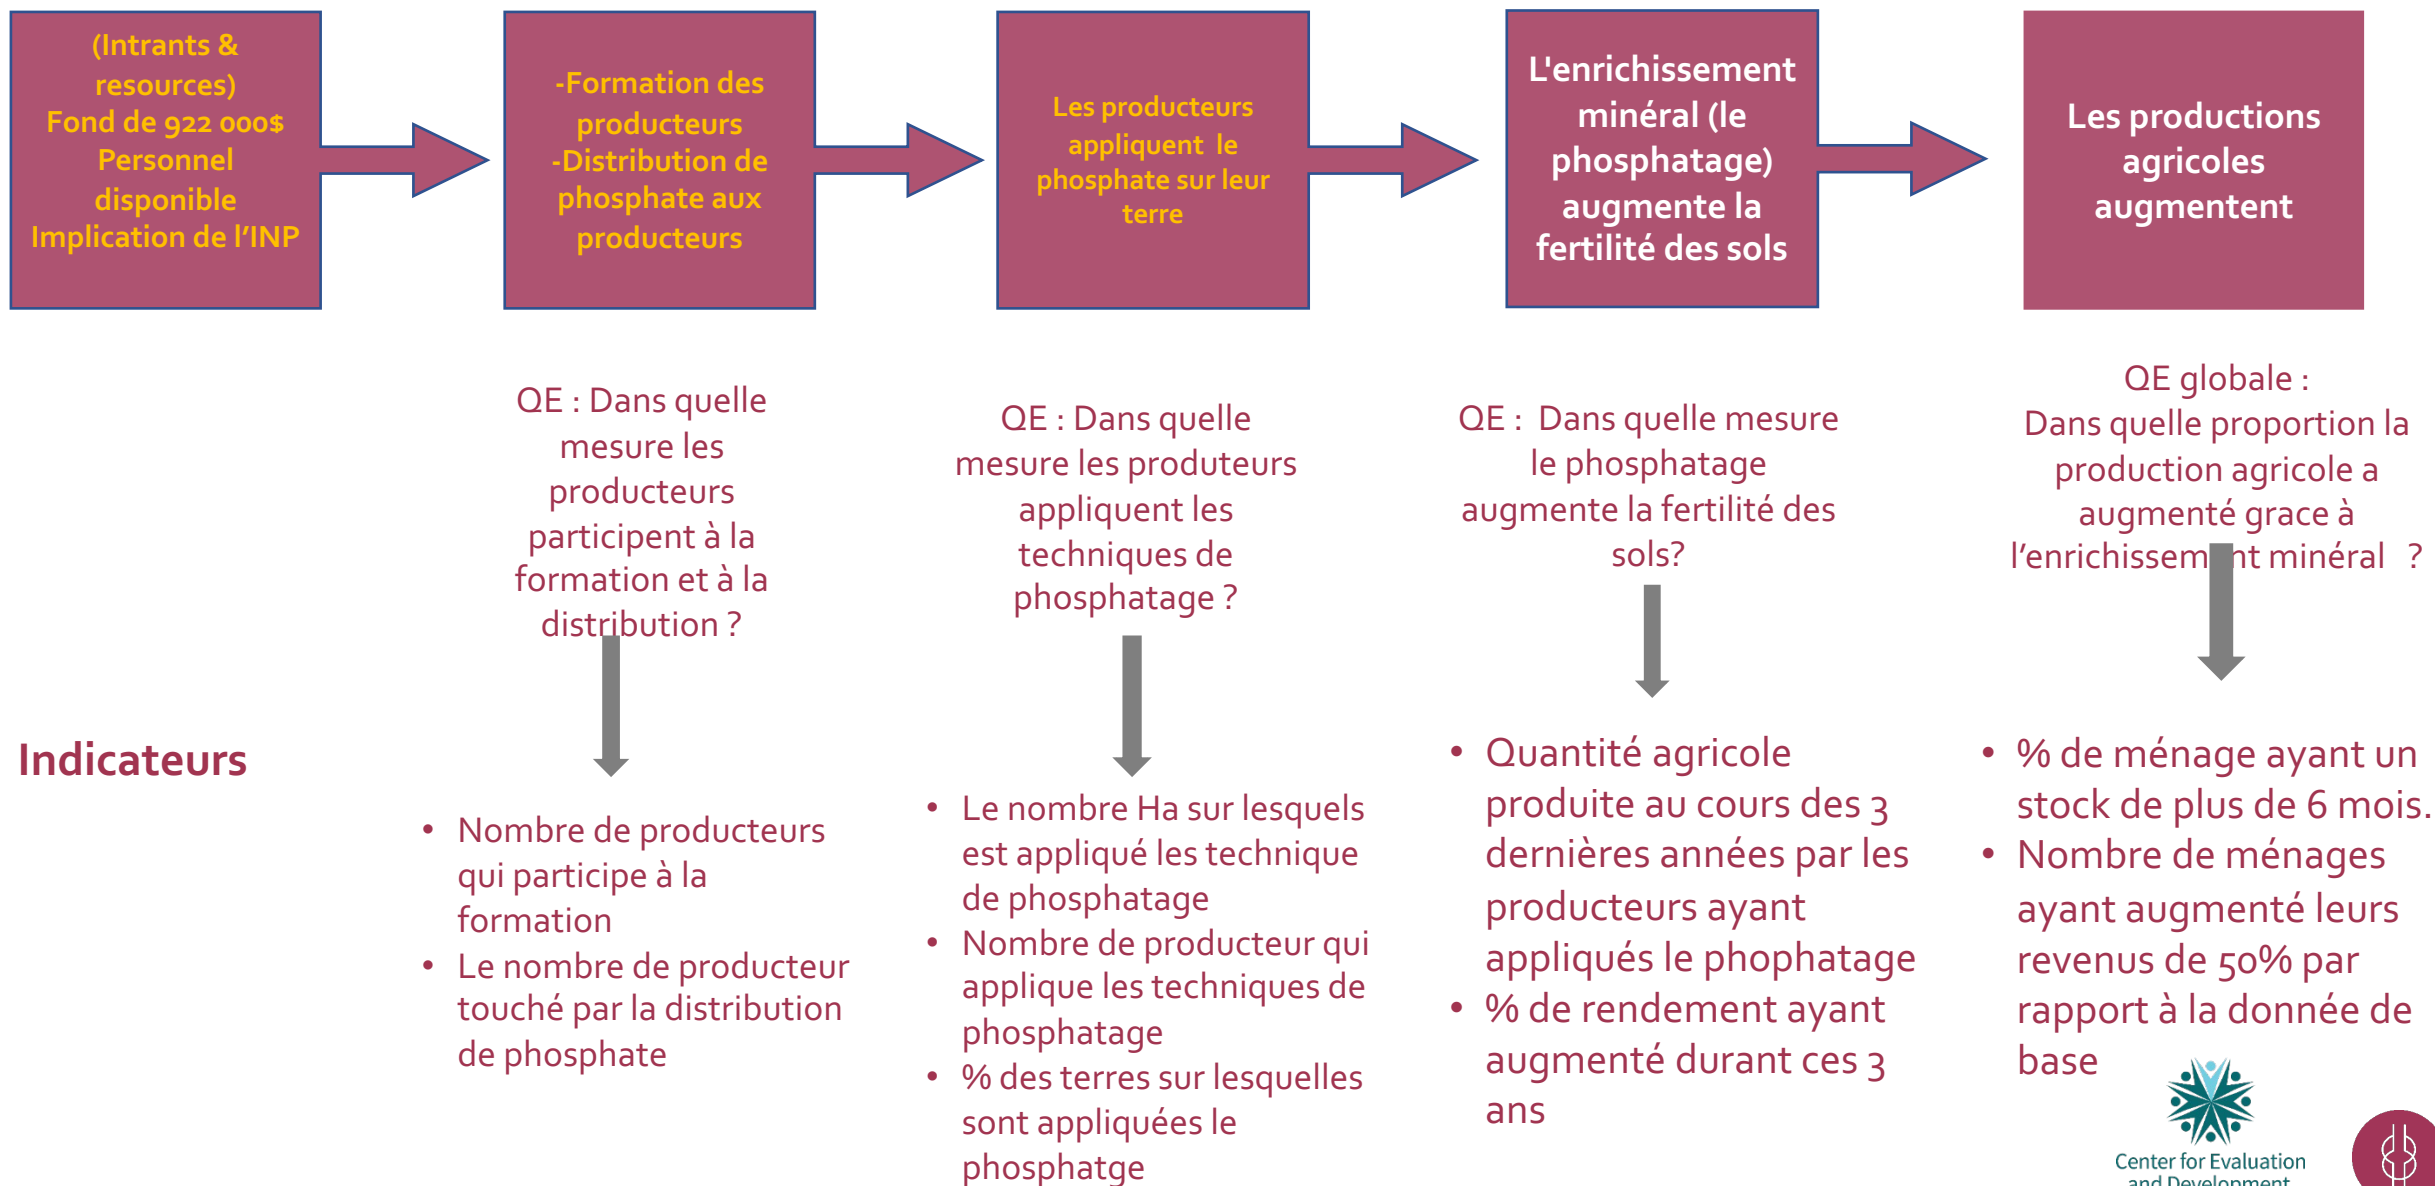 (Intrants &
resources)
Fond de 922 000$
Personnel
disponible
Implication de l'INP
-Formation des
producteurs
-Distribution de
phosphate aux
producteurs
Les producteurs
appliquent le
phosphate sur leur
terre
L'enrichissement
minéral (le
phosphatage)
augmente la
fertilité des sols
Les productions
agricoles
augmentent
QE : Dans quelle
mesure les
producteurs
participent à la
formation et à la
distribution ?
QE : Dans quelle
mesure les produteurs
appliquent les
techniques de
phosphatage ?
QE : Dans quelle mesure
le phosphatage
augmente la fertilité des
sols?
QE globale :
Dans quelle proportion la
production agricole a
augmenté grace à
l'enrichissement minéral ?
Indicateurs
• Nombre de producteurs
qui participe à la
formation
• Le nombre de producteur
touché par la distribution
de phosphate
• Le nombre Ha sur lesquels
est appliqué les technique
de phosphatage
• Nombre de producteur qui
applique les techniques de
phosphatage
• % des terres sur lesquelles
sont appliquées le
phosphatge
• Quantité agricole
produite au cours des 3
dernières années par les
producteurs ayant
appliqués le phophatage
• % de rendement ayant
augmenté durant ces 3
ans
• % de ménage ayant un
stock de plus de 6 mois.
• Nombre de ménages
ayant augmenté leurs
revenus de 50% par
rapport à la donnée de
base
Center for Evaluation
and Development